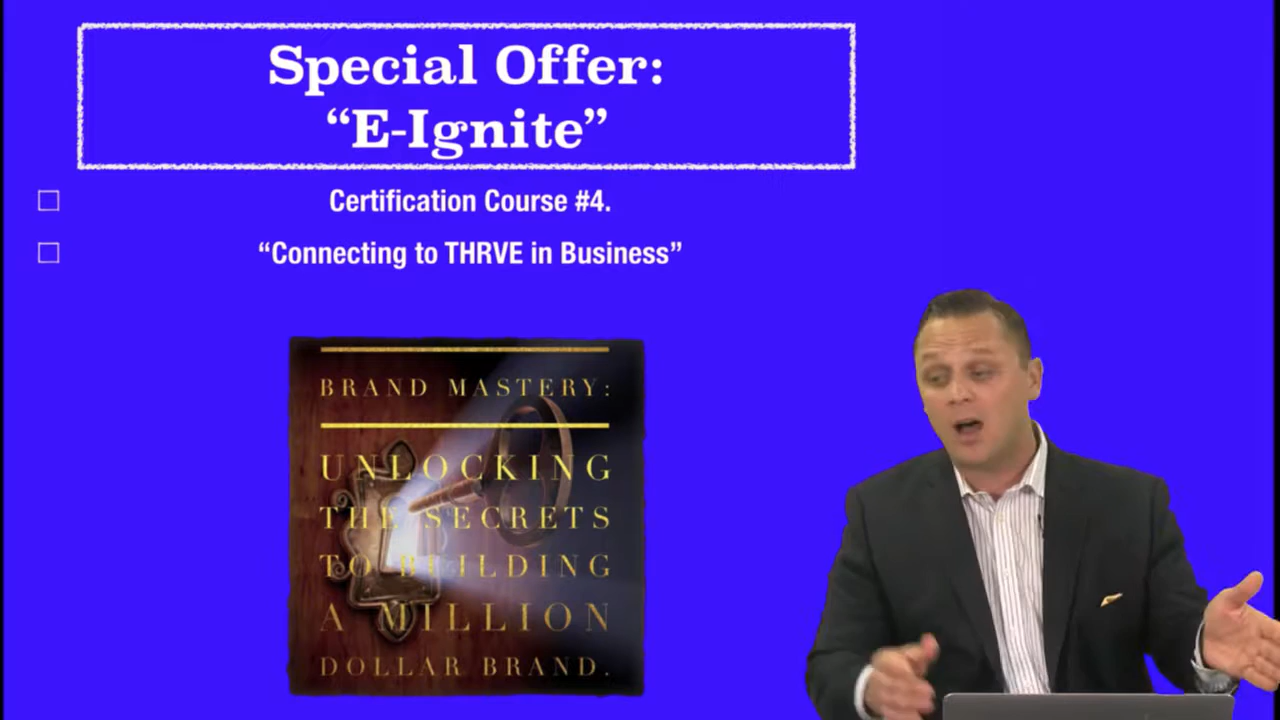 Special Offer:
“E-Ignite”
Certification Course #4.
“Connecting to THRVE in Business”
BRAND MASTERY:
UNLOCKING
THE SECRETS
TO BUILDING
A MILLION
DOLLAR BRAND.